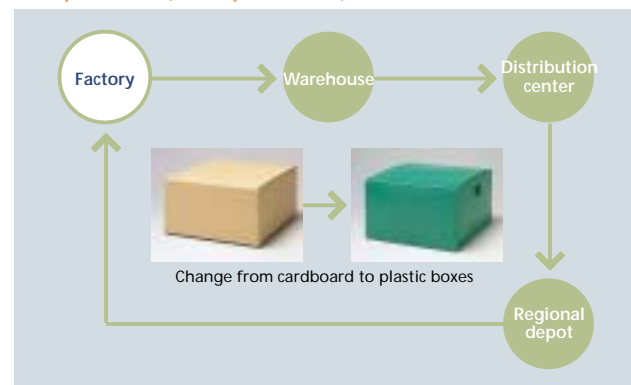 Factory
Warehouse
Distribution
center
Change from cardboard to plastic boxes
Regional
depot